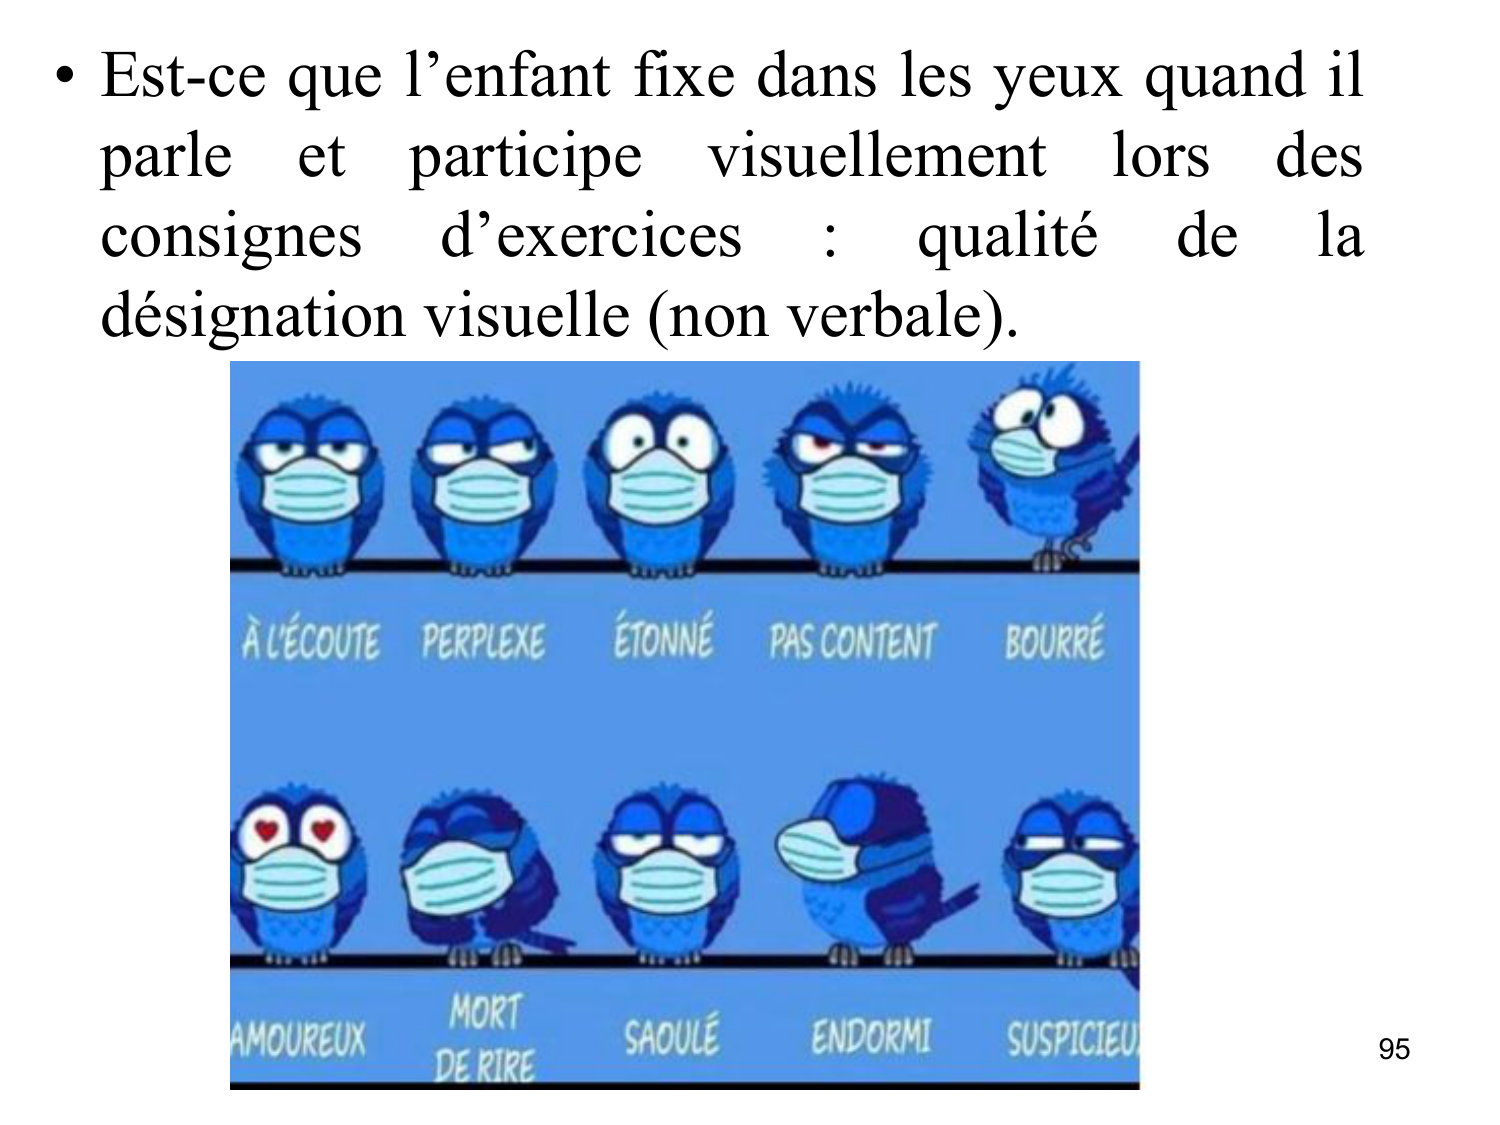 • Est-ce que l’enfant fixe dans les yeux quand il
parle et participe visuellement lors des
consignes d’exercices : qualité de la
désignation visuelle (non verbale).
À L'ÉCOUTE PERPLEXE ÉTONNÉ PAS CONTENT BOURRÉ
AMOUREUX MORT DE RIRE SAOULÉ ENDORMI SUSPICIEU
95